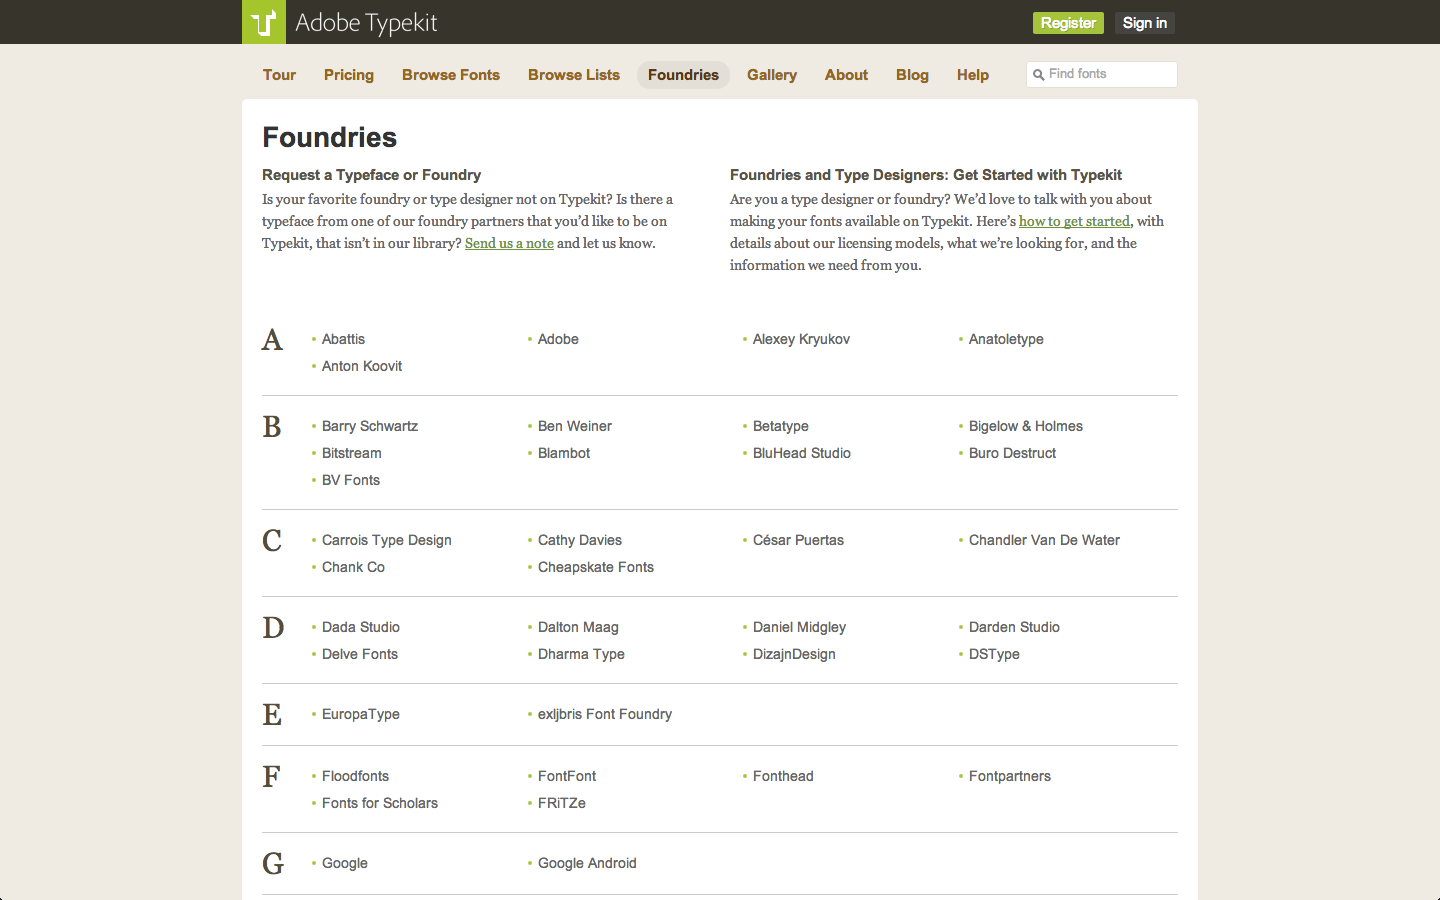 Adobe Typekit
Register
Sign in
Tour
Pricing
Browse Fonts
Browse Lists
Foundries
Gallery
About
Blog
Help
Find fonts
Foundries
Request a Typeface or Foundry
Is your favorite foundry or type designer not on Typekit? Is there a
typeface from one of our foundry partners that you’d like to be on
Typekit, that isn’t in our library? Send us a note and let us know.
Foundries and Type Designers: Get Started with Typekit
Are you a type designer or foundry? We’d love to talk with you about
making your fonts available on Typekit. Here’s how to get started, with
details about our licensing models, what we’re looking for, and the
information we need from you.
A
Abattis
Adobe
Alexey Kryukov
Anatoletype
Anton Koovit
B
Barry Schwartz
Ben Weiner
Betatype
Bigelow & Holmes
Bitstream
Blambot
BluHead Studio
Buro Destruct
BV Fonts
C
Carrois Type Design
Cathy Davies
César Puertas
Chandler Van De Water
Chank Co
Cheapskate Fonts
D
Dada Studio
Dalton Maag
Daniel Midgley
Darden Studio
Delve Fonts
Dharma Type
DizajnDesign
DSType
E
EuropaType
exljbris Font Foundry
F
Floodfonts
FontFont
Fonthead
Fontpartners
Fonts for Scholars
FRiTZe
G
Google
Google Android